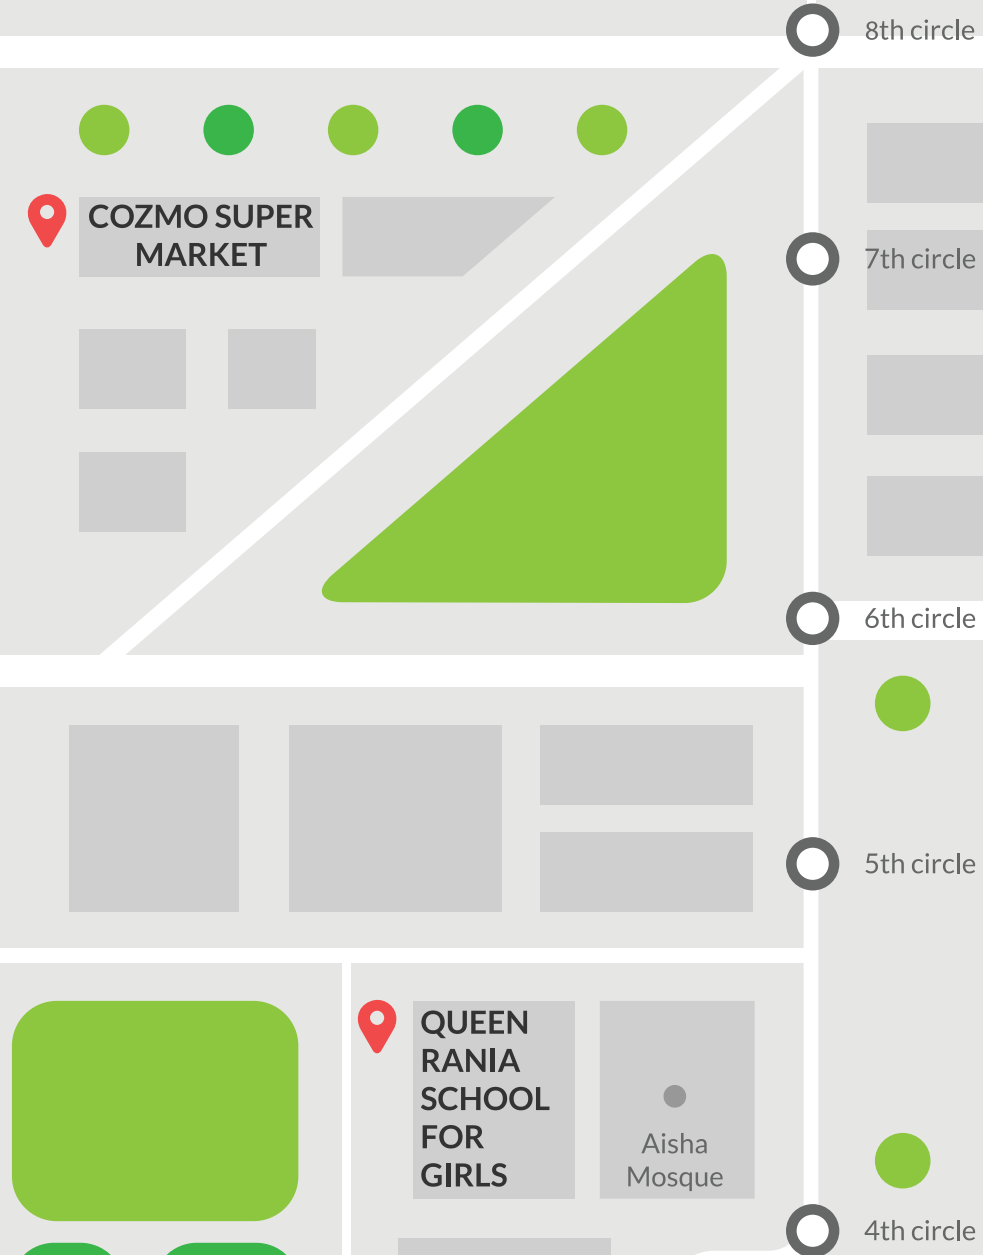 8th circle
COZMO SUPER
MARKET
7th circle
6th circle
5th circle
QUEEN
RANIA
SCHOOL
FOR
GIRLS
Aisha
Mosque
4th circle